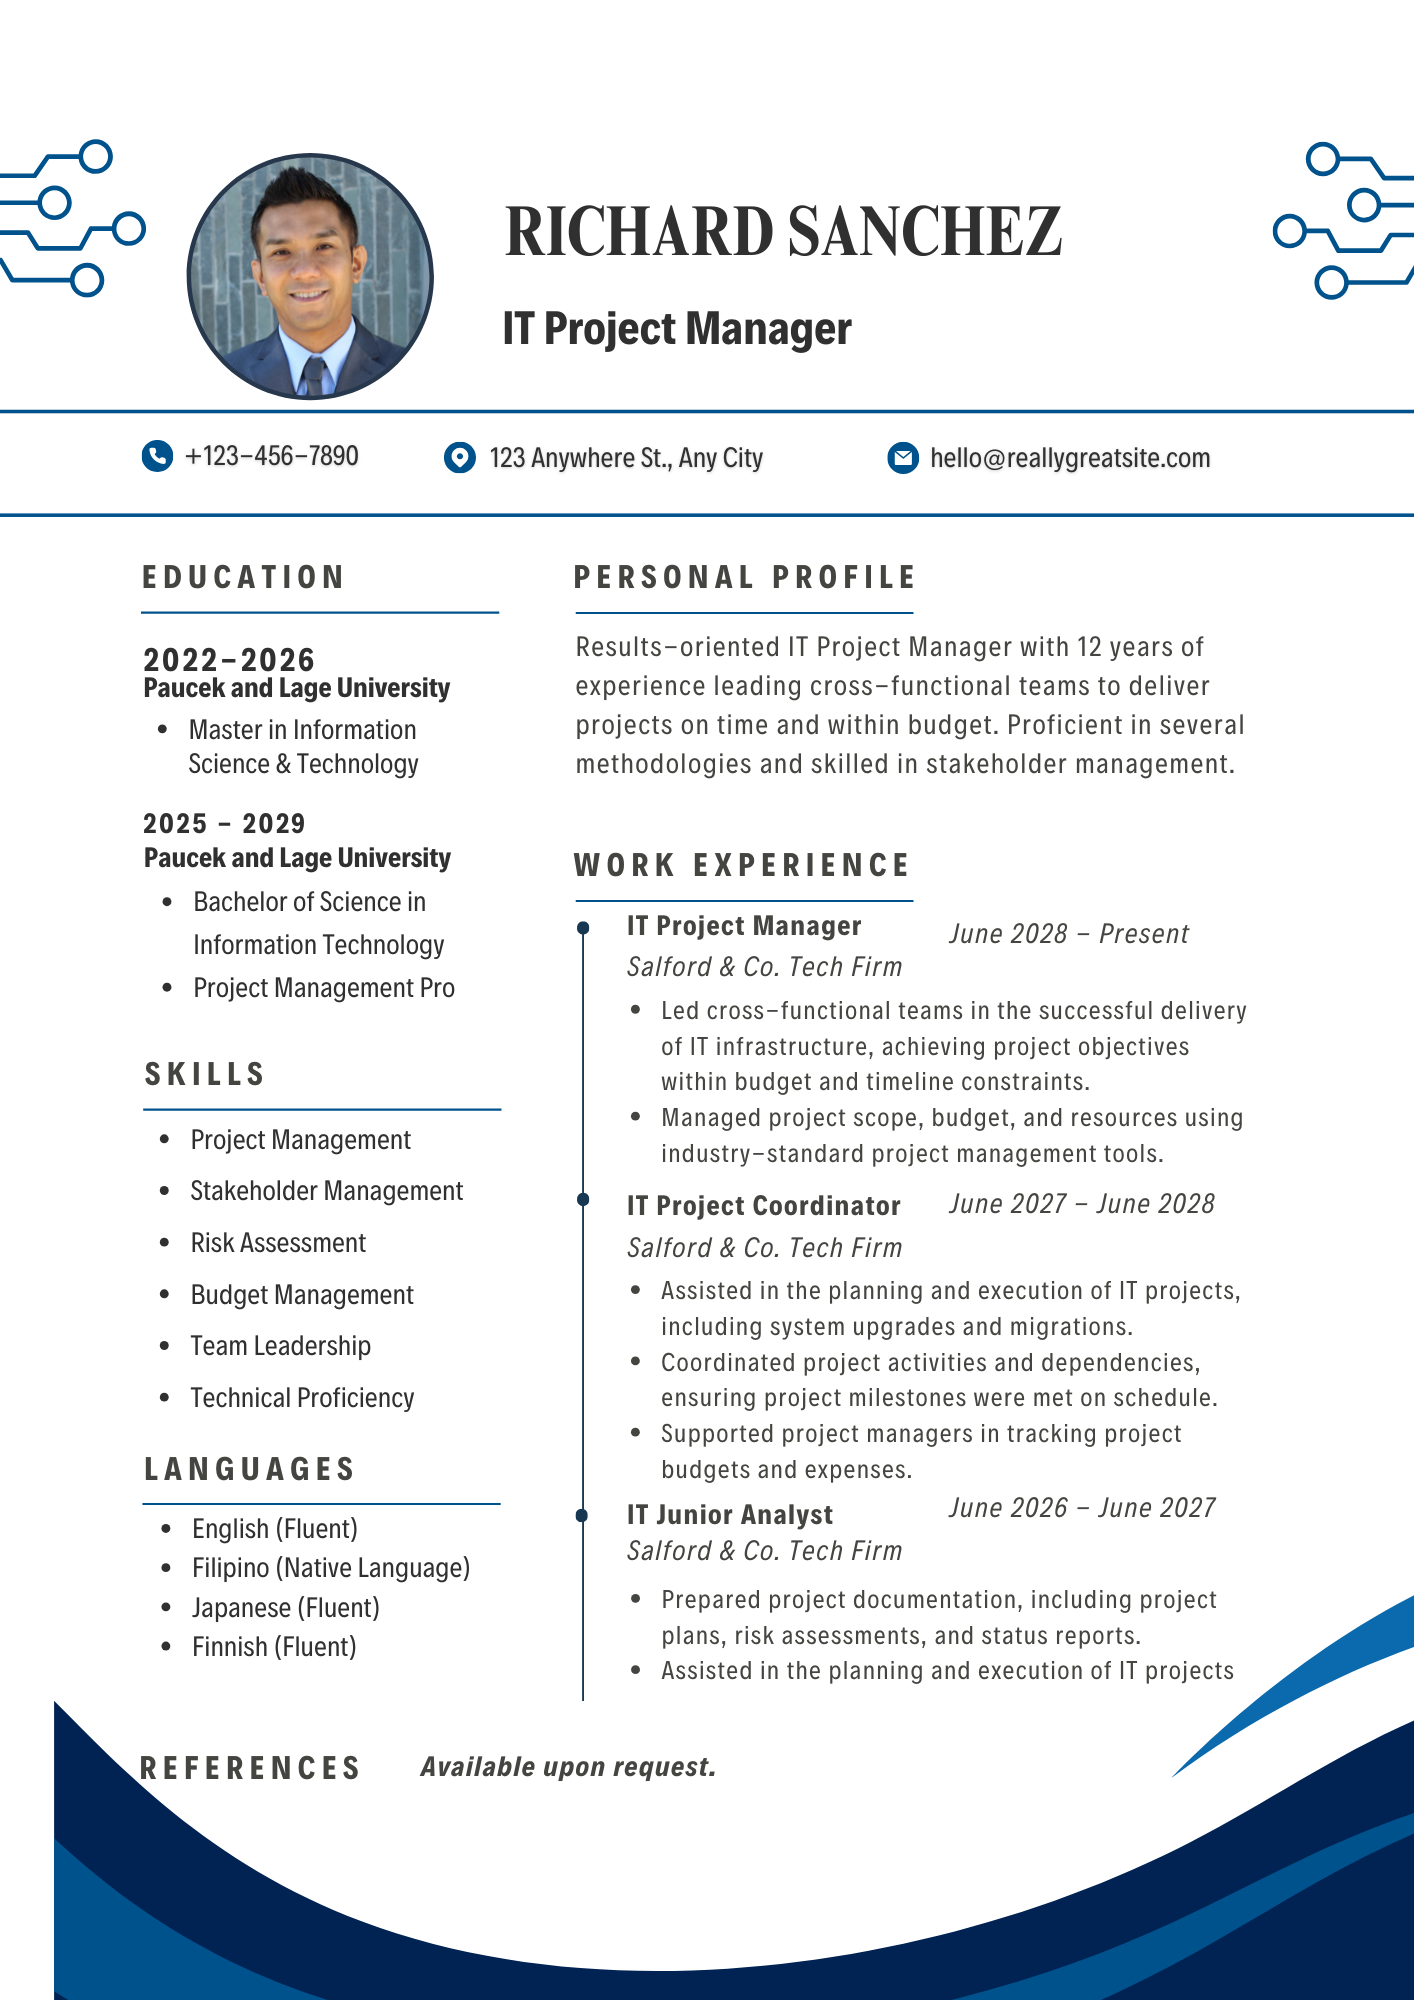 RICHARD SANCHEZ
IT Project Manager
+123-456-7890
123 Anywhere St., Any City
hello@reallygreatsite.com
EDUCATION
2022-2026
Paucek and Lage University
• Master in Information
Science & Technology
2025 - 2029
Paucek and Lage University
• Bachelor of Science in
Information Technology
• Project Management Pro
SKILLS
• Project Management
• Stakeholder Management
• Risk Assessment
• Budget Management
• Team Leadership
• Technical Proficiency
LANGUAGES
• English (Fluent)
• Filipino (Native Language)
• Japanese (Fluent)
• Finnish (Fluent)
PERSONAL PROFILE
Results-oriented IT Project Manager with 12 years of
experience leading cross-functional teams to deliver
projects on time and within budget. Proficient in several
methodologies and skilled in stakeholder management.
WORK EXPERIENCE
IT Project Manager
June 2028 - Present
Salford & Co. Tech Firm
• Led cross-functional teams in the successful delivery
of IT infrastructure, achieving project objectives
within budget and timeline constraints.
• Managed project scope, budget, and resources using
industry-standard project management tools.
IT Project Coordinator
June 2027 - June 2028
Salford & Co. Tech Firm
• Assisted in the planning and execution of IT projects,
including system upgrades and migrations.
• Coordinated project activities and dependencies,
ensuring project milestones were met on schedule.
• Supported project managers in tracking project
budgets and expenses.
IT Junior Analyst
June 2026 - June 2027
Salford & Co. Tech Firm
• Prepared project documentation, including project
plans, risk assessments, and status reports.
• Assisted in the planning and execution of IT projects
REFERENCES
Available upon request.